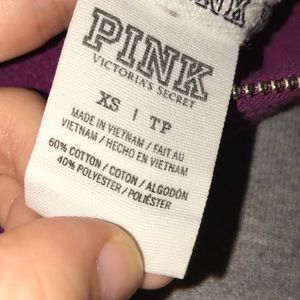 PINK
PINK
VICTORIA'S SECRET
XS | TP
MADE IN VIETNAM / FAIT AU
VIETNAM / HECHO EN VIETNAM
60% COTTON / COTON / ALGODÓN
40% POLYESTER / POLIÉSTER